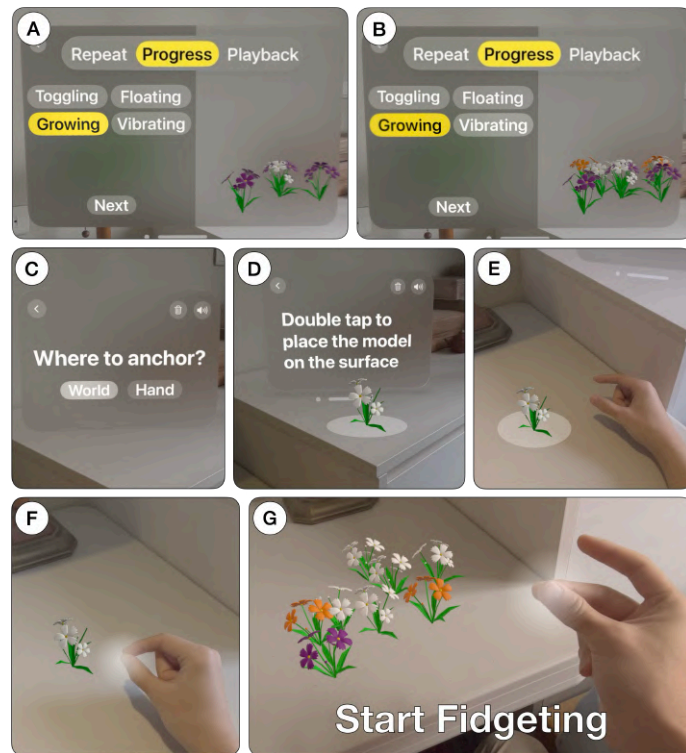 A
Repeat Progress Playback
Toggling Floating
Growing Vibrating
Next
B
Repeat Progress Playback
Toggling Floating
Growing Vibrating
Next
C
Where to anchor?
World Hand
D
Double tap to
place the model
on the surface
E
F
G
Start Fidgeting